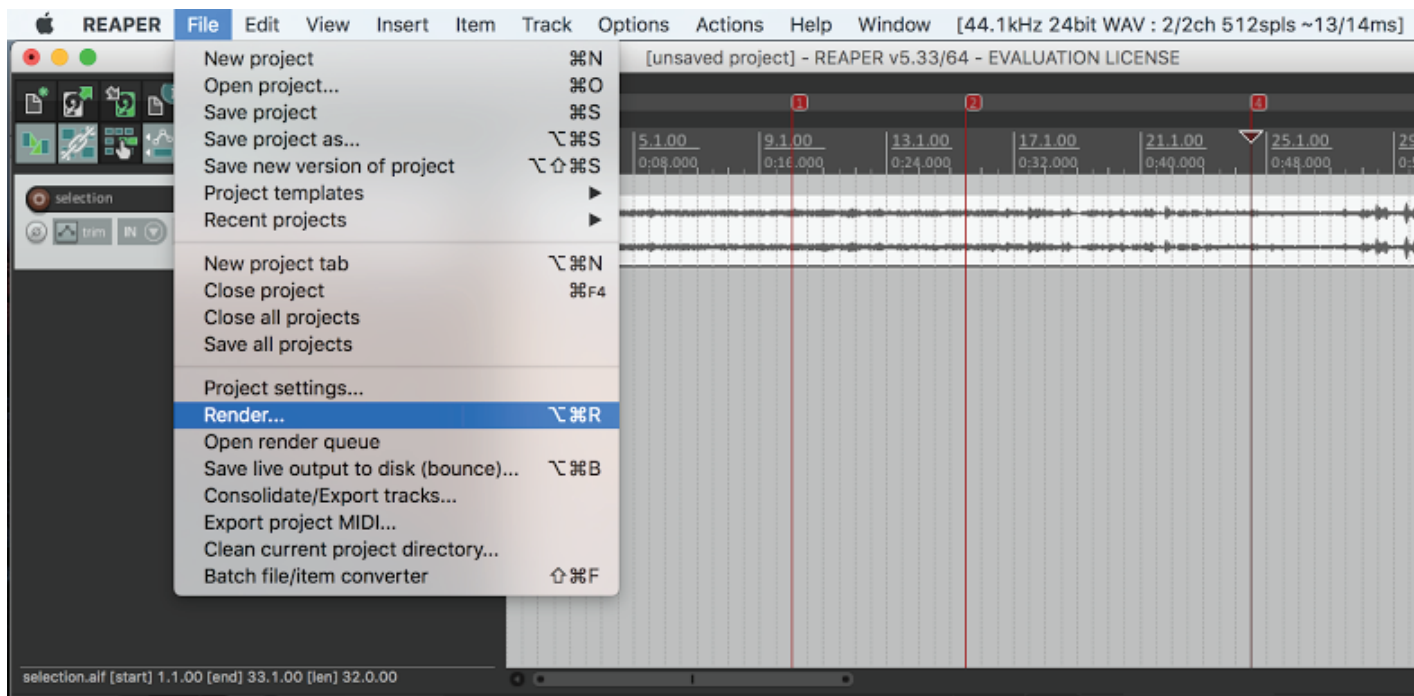 REAPER File Edit View Insert Item Track Options Actions Help Window [44.1kHz 24bit WAV : 2/2ch 512spls ~13/14ms]
[unsaved project] - REAPER v5.33/64 - EVALUATION LICENSE
New project ⌘N
Open project... ⌘O
Save project ⌘S
Save project as... ⌥⌘S
Save new version of project ⌥⇧⌘S
Project templates ▶
Recent projects ▶
New project tab ⌥⌘N
Close project ⌘F4
Close all projects
Save all projects
Project settings...
Render... ⌥⌘R
Open render queue
Save live output to disk (bounce)... ⌥⌘B
Consolidate/Export tracks...
Export project MIDI...
Clean current project directory...
Batch file/item converter ⇧⌘F
1 2 4
5.1.00 9.1.00 13.1.00 17.1.00 21.1.00 25.1.00 29
0:08.000 0:16.000 0:24.000 0:32.000 0:40.000 0:48.000
selection
trim IN
selection.aif [start] 1.1.00 [end] 33.1.00 [len] 32.0.00